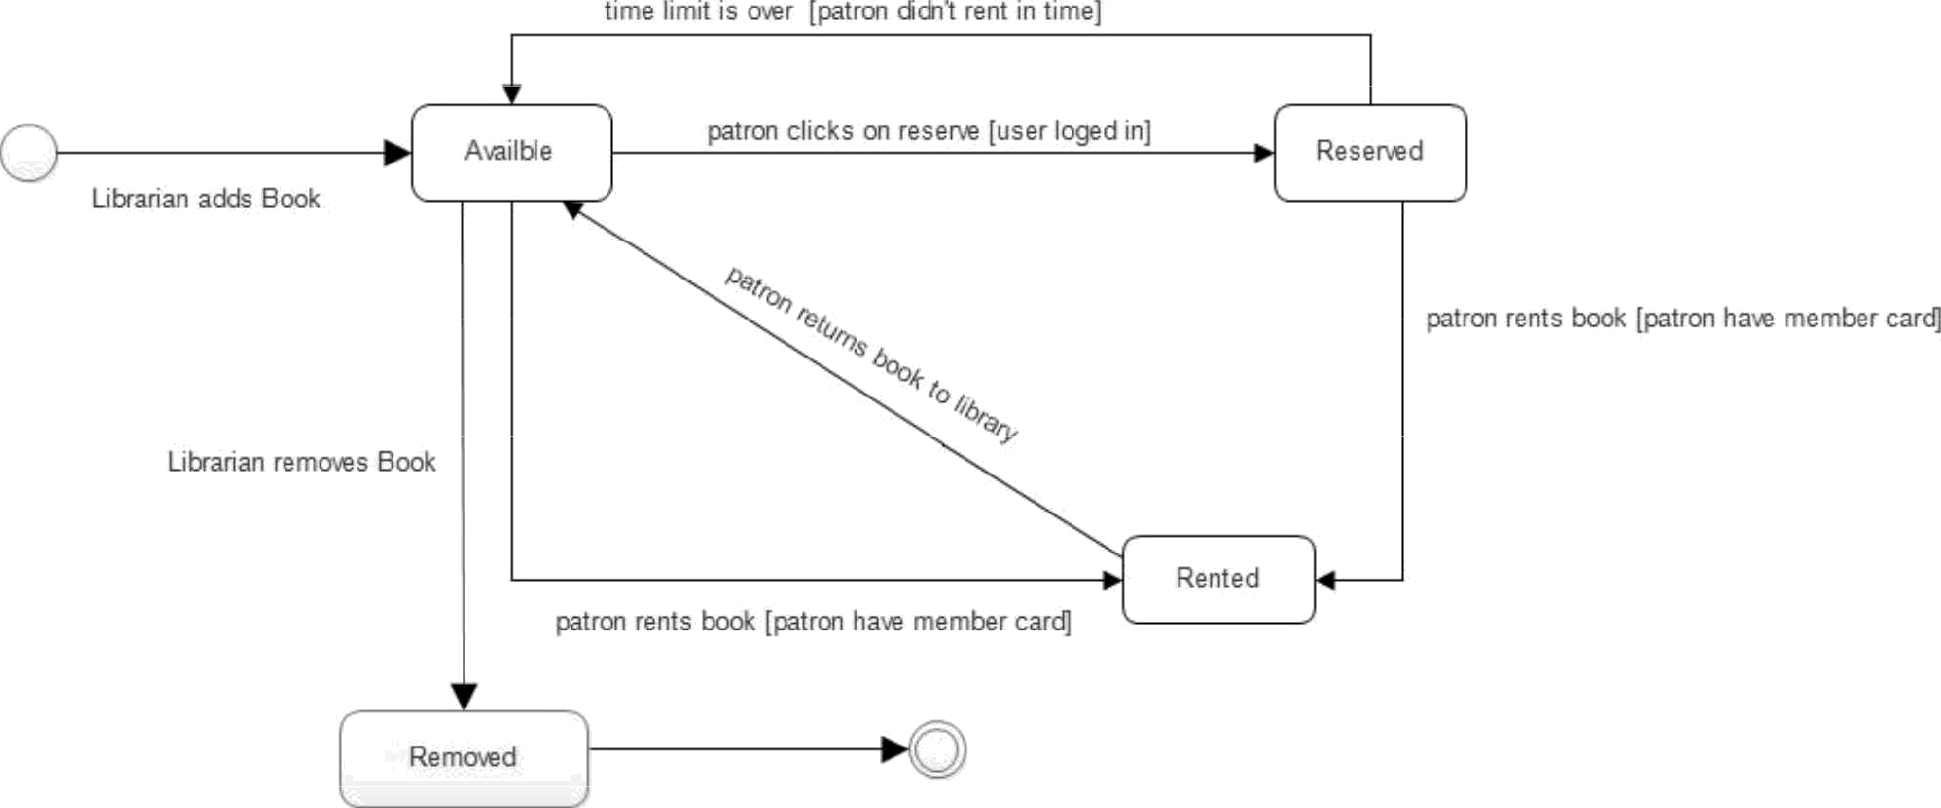 time limit is over [patron didn't rent in time]
Availble
patron clicks on reserve [user loged in]
Reserved
Librarian adds Book
patron returns book to library
patron rents book [patron have member card]
Librarian removes Book
Rented
patron rents book [patron have member card]
Removed